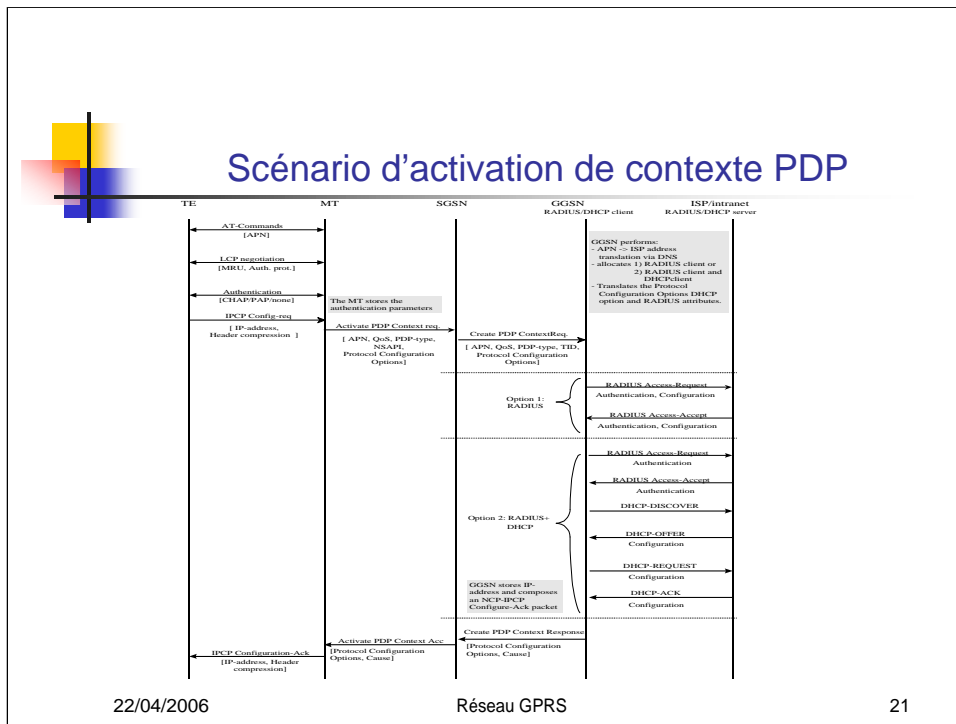 Scénario d'activation de contexte PDP
TE
MT
SGSN
GGSN
RADIUS/DHCP client
ISP/intranet
RADIUS/DHCP server
AT-Commands
[APN]
LCP negotiation
[MRU, Auth. prot.]
Authentication
[CHAP/PAP/none]
The MT stores the
authentication parameters
GGSN performs:
- APN -> ISP address
translation via DNS
- allocates 1) RADIUS client or
2) RADIUS client and
DHCPclient
- Translates the Protocol
Configuration Options DHCP
option and RADIUS attributes.
IPCP Config-req
[ IP-address,
Header compression ]
Activate PDP Context req.
[ APN, QoS, PDP-type,
NSAPI,
Protocol Configuration
Options]
Create PDP ContextReq.
[ APN, QoS, PDP-type, TID,
Protocol Configuration
Options]
Option 1:
RADIUS
RADIUS Access-Request
Authentication, Configuration
RADIUS Access-Accept
Authentication, Configuration
Option 2: RADIUS+
DHCP
RADIUS Access-Request
Authentication
RADIUS Access-Accept
Authentication
DHCP-DISCOVER
DHCP-OFFER
Configuration
DHCP-REQUEST
Configuration
DHCP-ACK
Configuration
GGSN stores IP-
address and composes
an NCP-IPCP
Configure-Ack packet
Create PDP Context Response
[Protocol Configuration
Options, Cause]
Activate PDP Context Acc
[Protocol Configuration
Options, Cause]
IPCP Configuration-Ack
[IP-address, Header
compression]
22/04/2006
Réseau GPRS
21